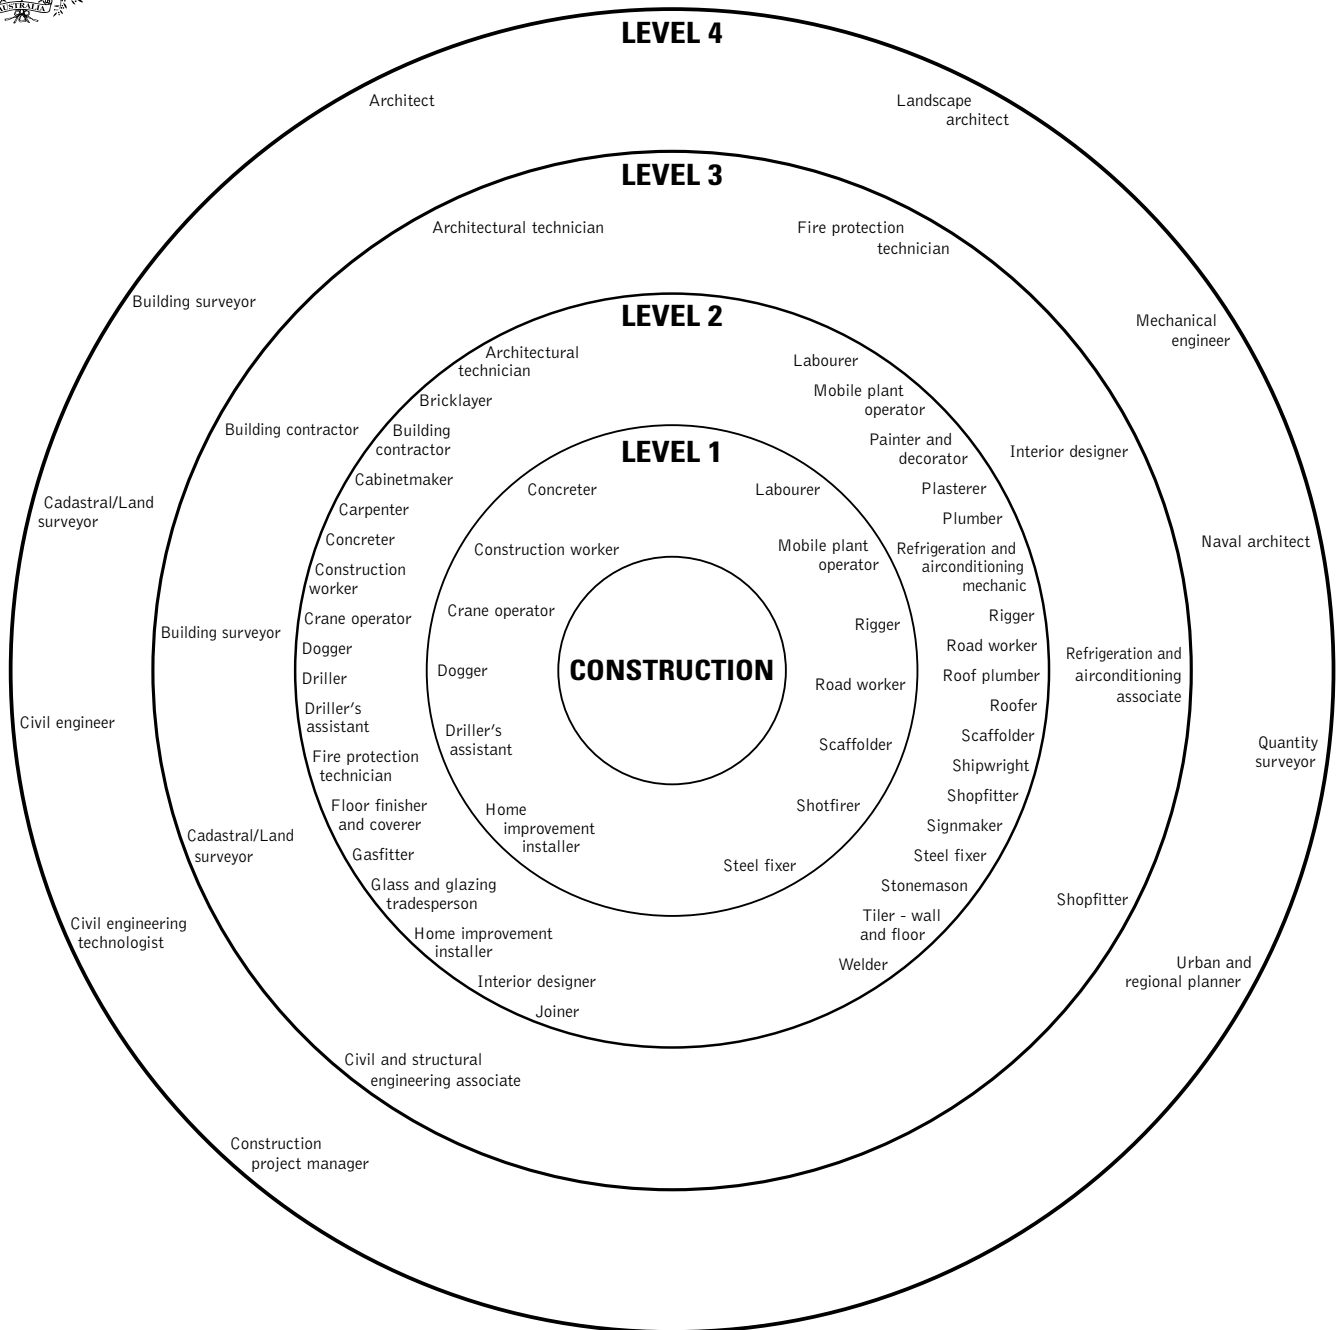 AUSTRALIA
LEVEL 4
Architect
Building surveyor
Cadastral/Land
surveyor
Civil engineer
Civil engineering
technologist
Construction
project manager
Landscape
architect
Mechanical
engineer
Naval architect
Quantity
surveyor
Urban and
regional planner
LEVEL 3
Architectural technician
Building contractor
Building surveyor
Cadastral/Land
surveyor
Civil and structural
engineering associate
Fire protection
technician
Interior designer
Refrigeration and
airconditioning
associate
Shopfitter
LEVEL 2
Architectural
technician
Bricklayer
Building
contractor
Cabinetmaker
Carpenter
Concreter
Construction
worker
Crane operator
Dogger
Driller
Driller's
assistant
Fire protection
technician
Floor finisher
and coverer
Gasfitter
Glass and glazing
tradesperson
Home improvement
installer
Interior designer
Joiner
Labourer
Mobile plant
operator
Painter and
decorator
Plasterer
Plumber
Refrigeration and
airconditioning
mechanic
Rigger
Road worker
Roof plumber
Roofer
Scaffolder
Shipwright
Shopfitter
Signmaker
Steel fixer
Stonemason
Tiler - wall
and floor
Welder
LEVEL 1
Concreter
Construction worker
Crane operator
Dogger
Driller's
assistant
Home
improvement
installer
Labourer
Mobile plant
operator
Rigger
Road worker
Scaffolder
Shotfirer
Steel fixer
CONSTRUCTION